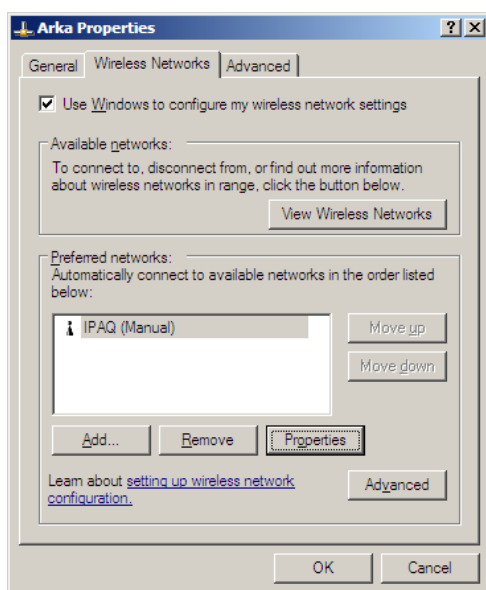 Arka Properties
General Wireless Networks Advanced
Use Windows to configure my wireless network settings
Available networks:
To connect to, disconnect from, or find out more information
about wireless networks in range, click the button below.
View Wireless Networks
Preferred networks:
Automatically connect to available networks in the order listed
below:
IPAQ (Manual)
Move up
Move down
Add... Remove Properties
Learn about setting up wireless network
configuration.
Advanced
OK Cancel